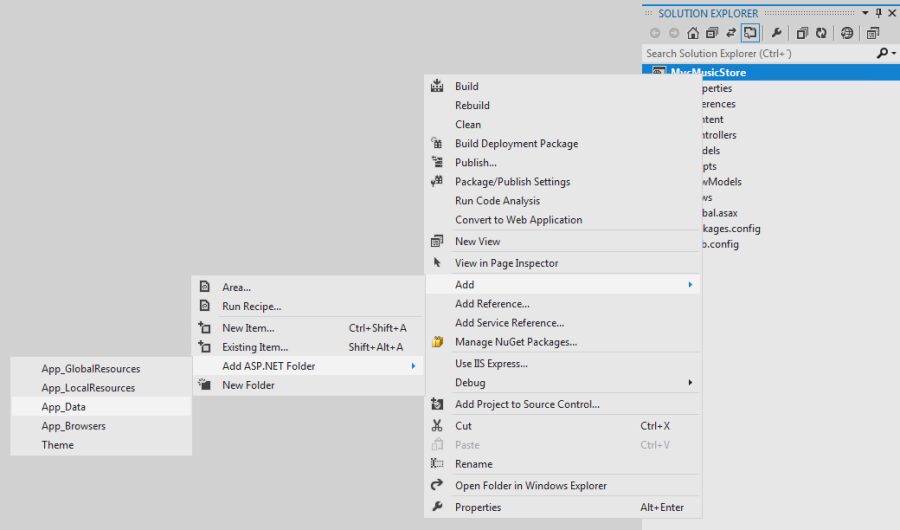 SOLUTION EXPLORER
Search Solution Explorer (Ctrl+¨)
MvcMusicStore
perties
erences
ntent
ntrollers
dels
pts
wModels
ws
bal.asax
kages.config
b.config
Build
Rebuild
Clean
Build Deployment Package
Publish...
Package/Publish Settings
Run Code Analysis
Convert to Web Application
New View
View in Page Inspector
Add
Add Reference...
Add Service Reference...
Manage NuGet Packages...
Use IIS Express...
Debug
Add Project to Source Control...
Cut Ctrl+X
Paste Ctrl+V
Rename
Open Folder in Windows Explorer
Properties Alt+Enter
Area...
Run Recipe...
New Item... Ctrl+Shift+A
Existing Item... Shift+Alt+A
Add ASP.NET Folder
New Folder
App_GlobalResources
App_LocalResources
App_Data
App_Browsers
Theme